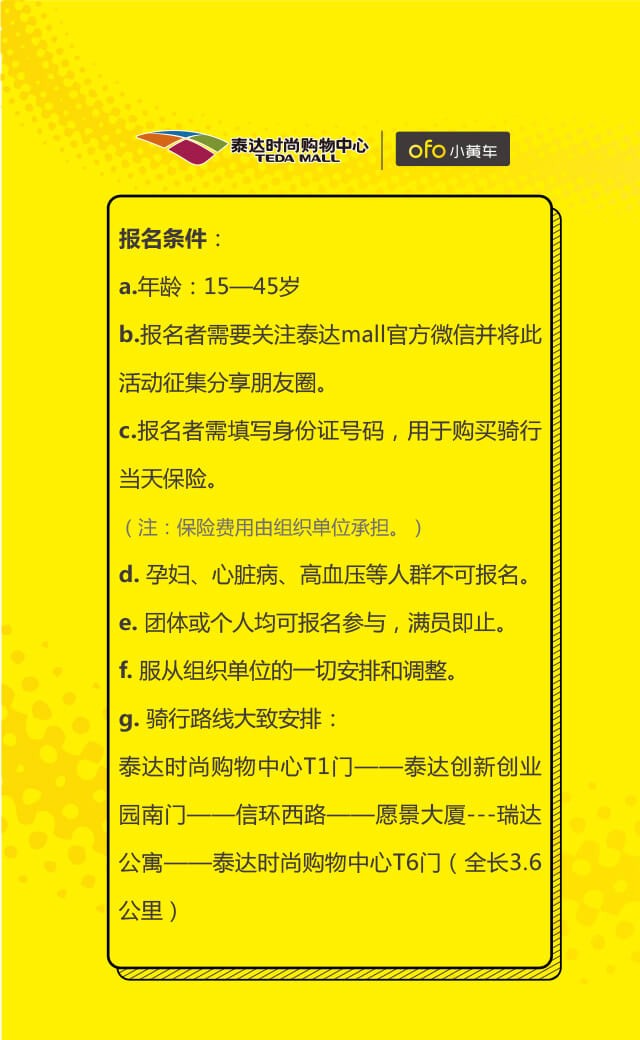 泰达时尚购物中心
TEDA MALL
ofo 小黄车
报名条件：
a.年龄：15—45岁
b.报名者需要关注泰达mall官方微信并将此
活动征集分享朋友圈。
c.报名者需填写身份证号码，用于购买骑行
当天保险。
（注：保险费用由组织单位承担。）
d. 孕妇、心脏病、高血压等人群不可报名。
e. 团体或个人均可报名参与，满员即止。
f. 服从组织单位的一切安排和调整。
g. 骑行路线大致安排：
泰达时尚购物中心T1门——泰达创新创业
园南门——信环西路——愿景大厦---瑞达
公寓——泰达时尚购物中心T6门（全长3.6
公里）